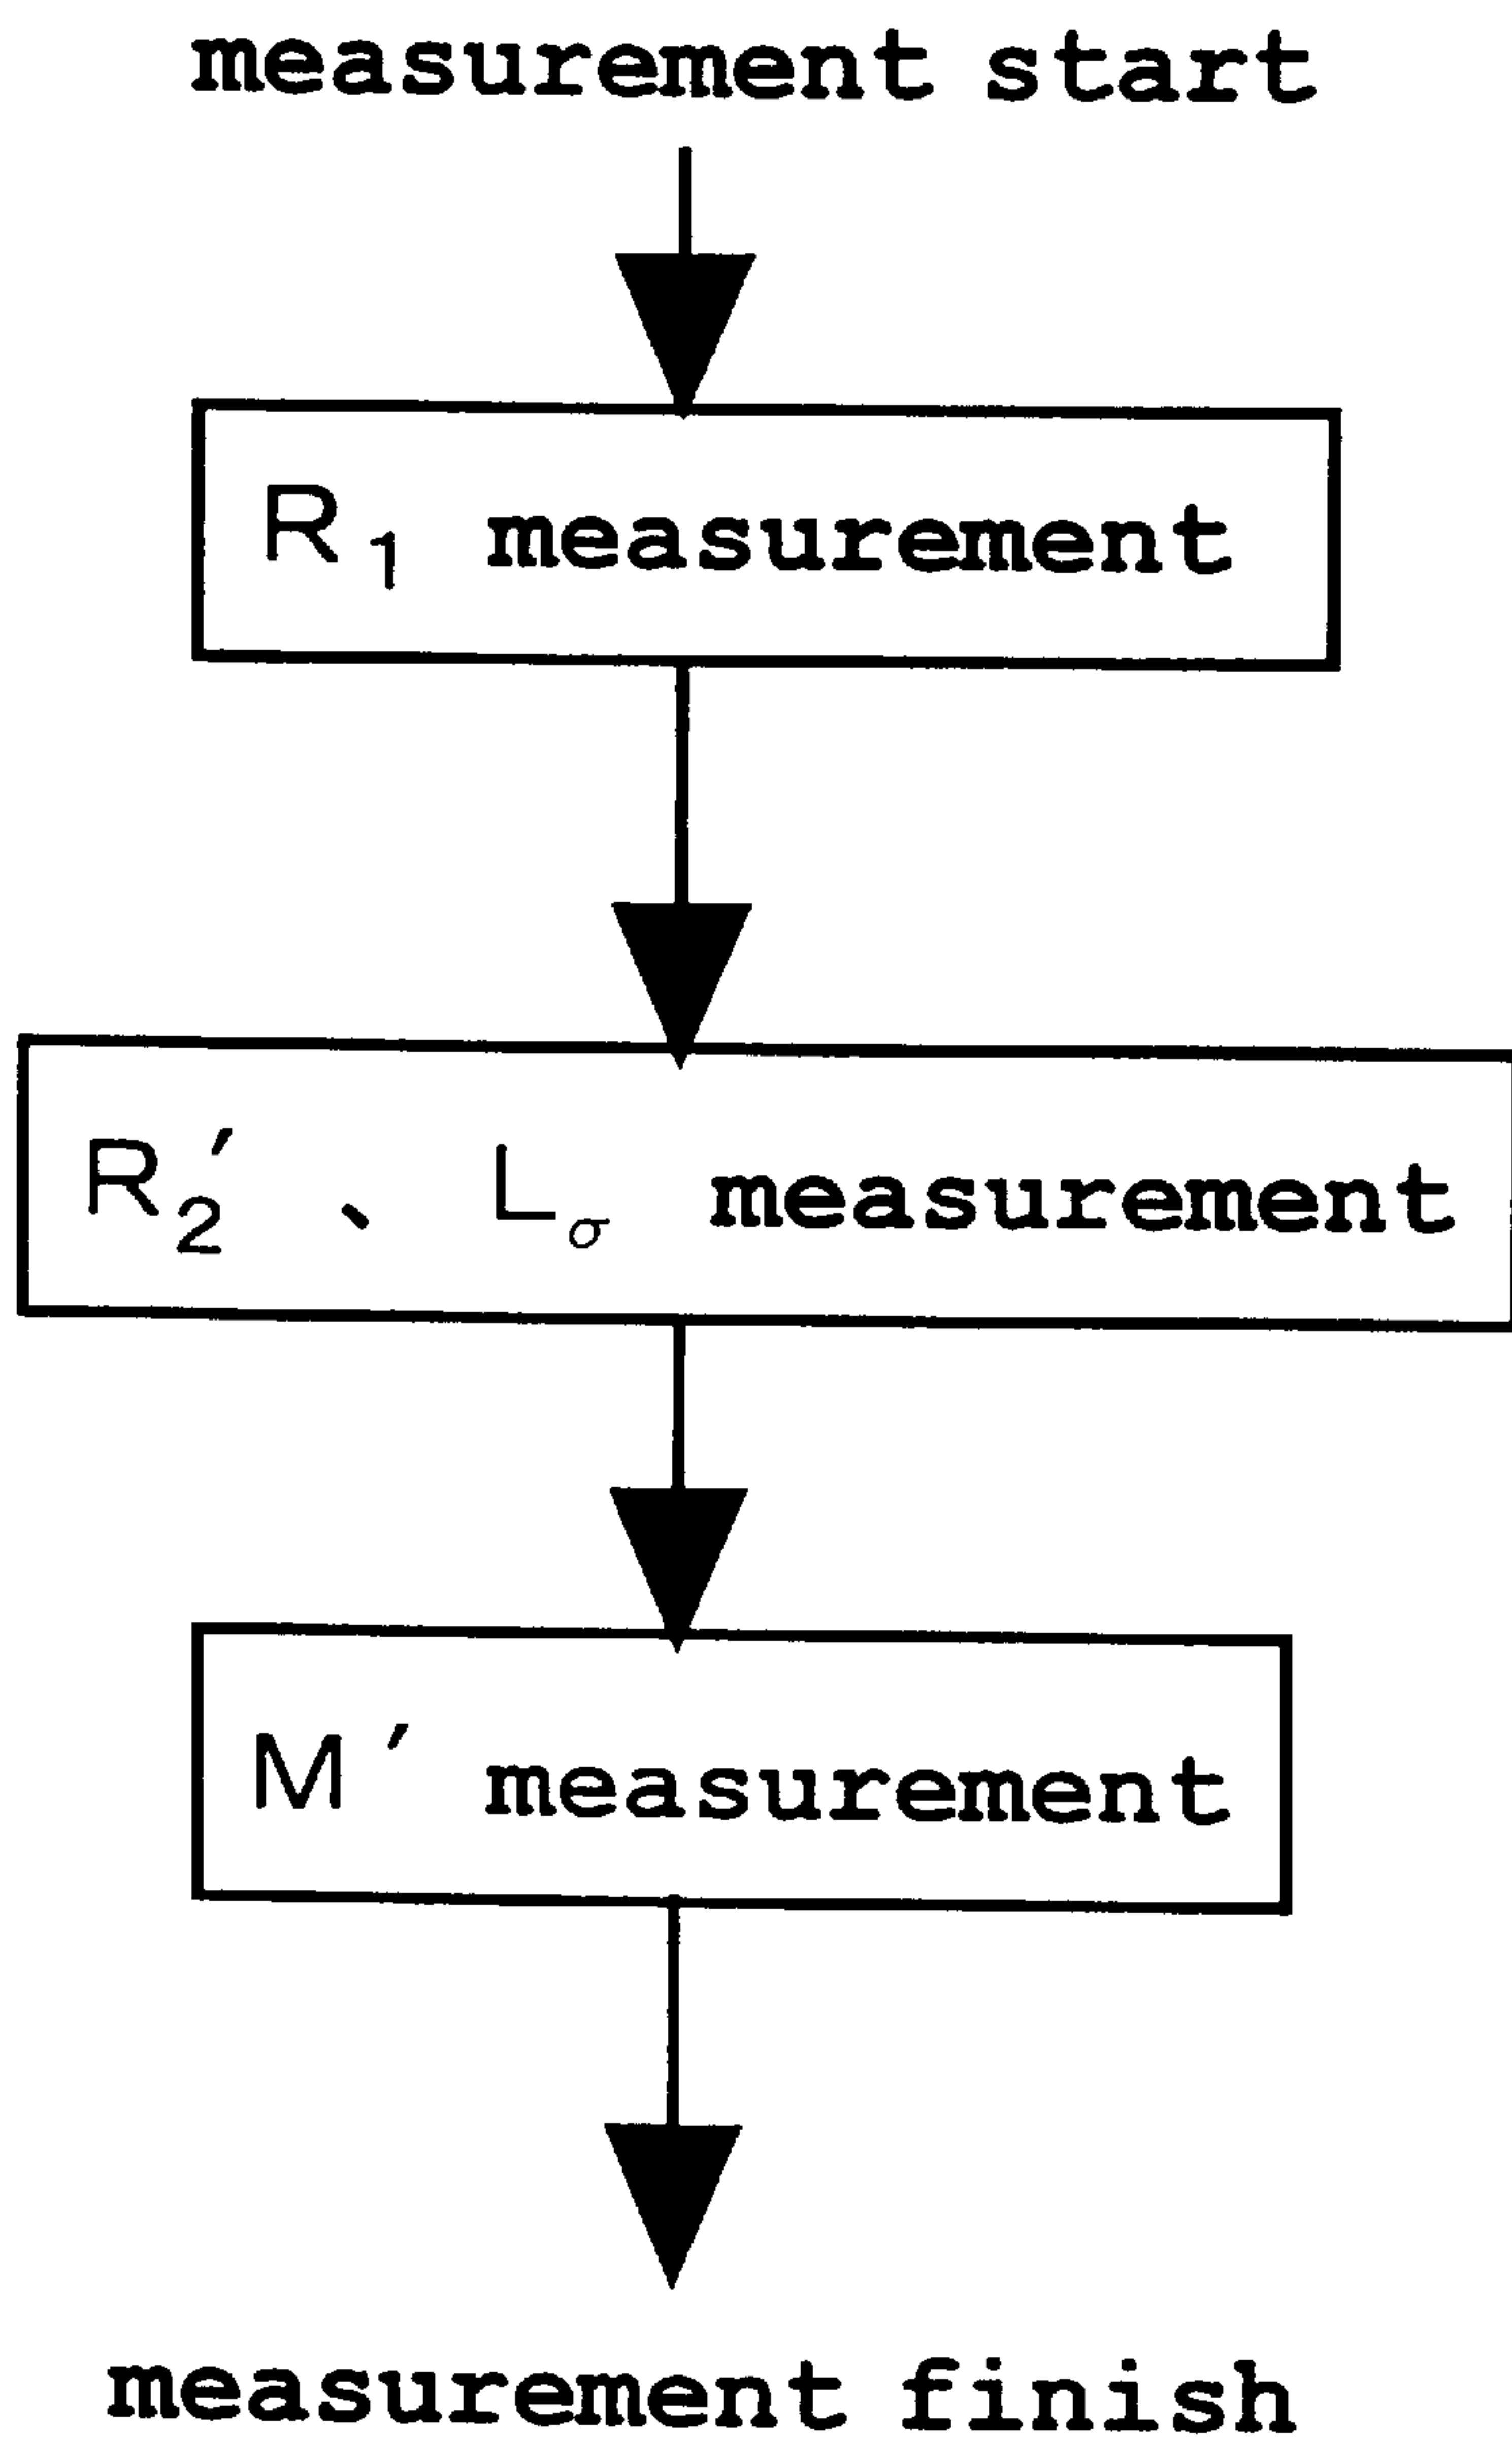 measurement start
R₁ measurement
R₂′、 Lσ measurement
M′ measurement
measurement finish